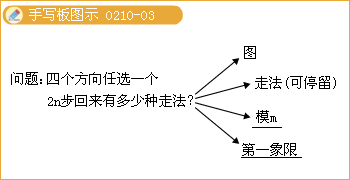 手写板图示 0210-03
图
问题：四个方向任选一个
走法(可停留)
2n步回来有多少种走法？
模m
第一象限